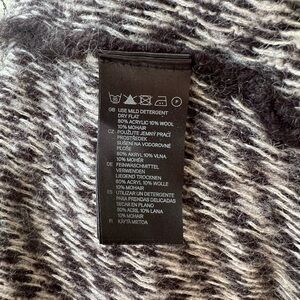 GB USE MILD DETERGENT
DRY FLAT
80% ACRYLIC 10% WOOL
10% MOHAIR
CZ POUŽIJTE JEMNÝ PRACÍ
PROSTŘEDEK
SUŠENÍ NA VODOROVNÉ
PLOŠE
80% AKRYL 10% VLNA
10% MOHÉR
DE FEINWASCHMITTEL
VERWENDEN
LIEGEND TROCKNEN
80% ACRYL 10% WOLLE
10% MOHAIR
ES UTILIZAR UN DETERGENTE
PARA PRENDAS DELICADAS
SECAR EN PLANO
80% ACRIL 10% LANA
10% MOHAIR
FI KÄYTÄ MIETOA